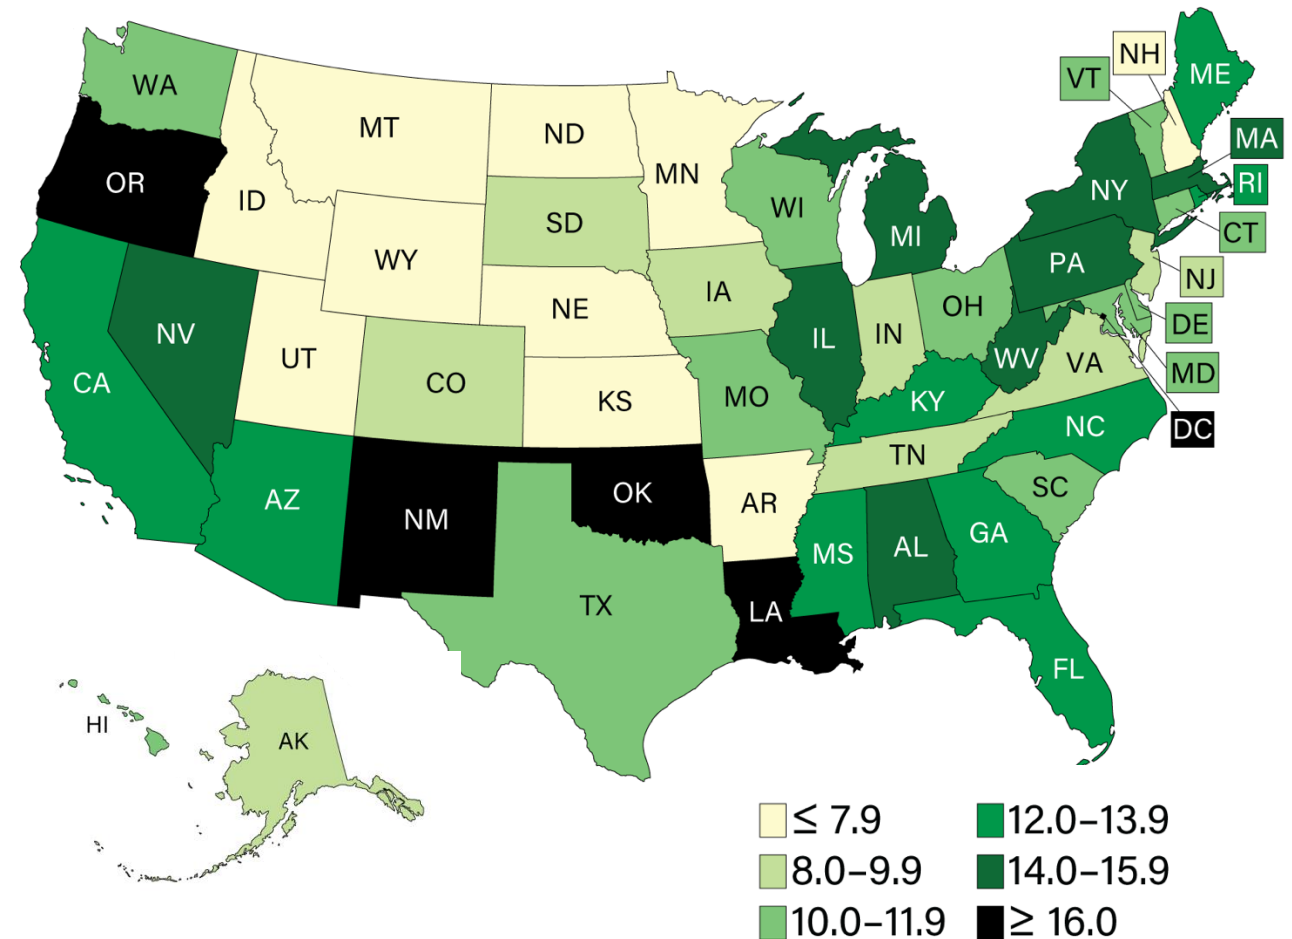 NH
ME
VT
WA
MT
ND
MN
MA
OR
ID
SD
WI
NY
RI
MI
CT
WY
IA
PA
NJ
NE
OH
NV
IN
DE
UT
IL
WV
VA
MD
CA
CO
KS
MO
KY
DC
NC
TN
AZ
NM
OK
AR
SC
MS
AL
GA
TX
LA
FL
HI
AK
≤ 7.9
8.0–9.9
10.0–11.9
12.0–13.9
14.0–15.9
≥ 16.0